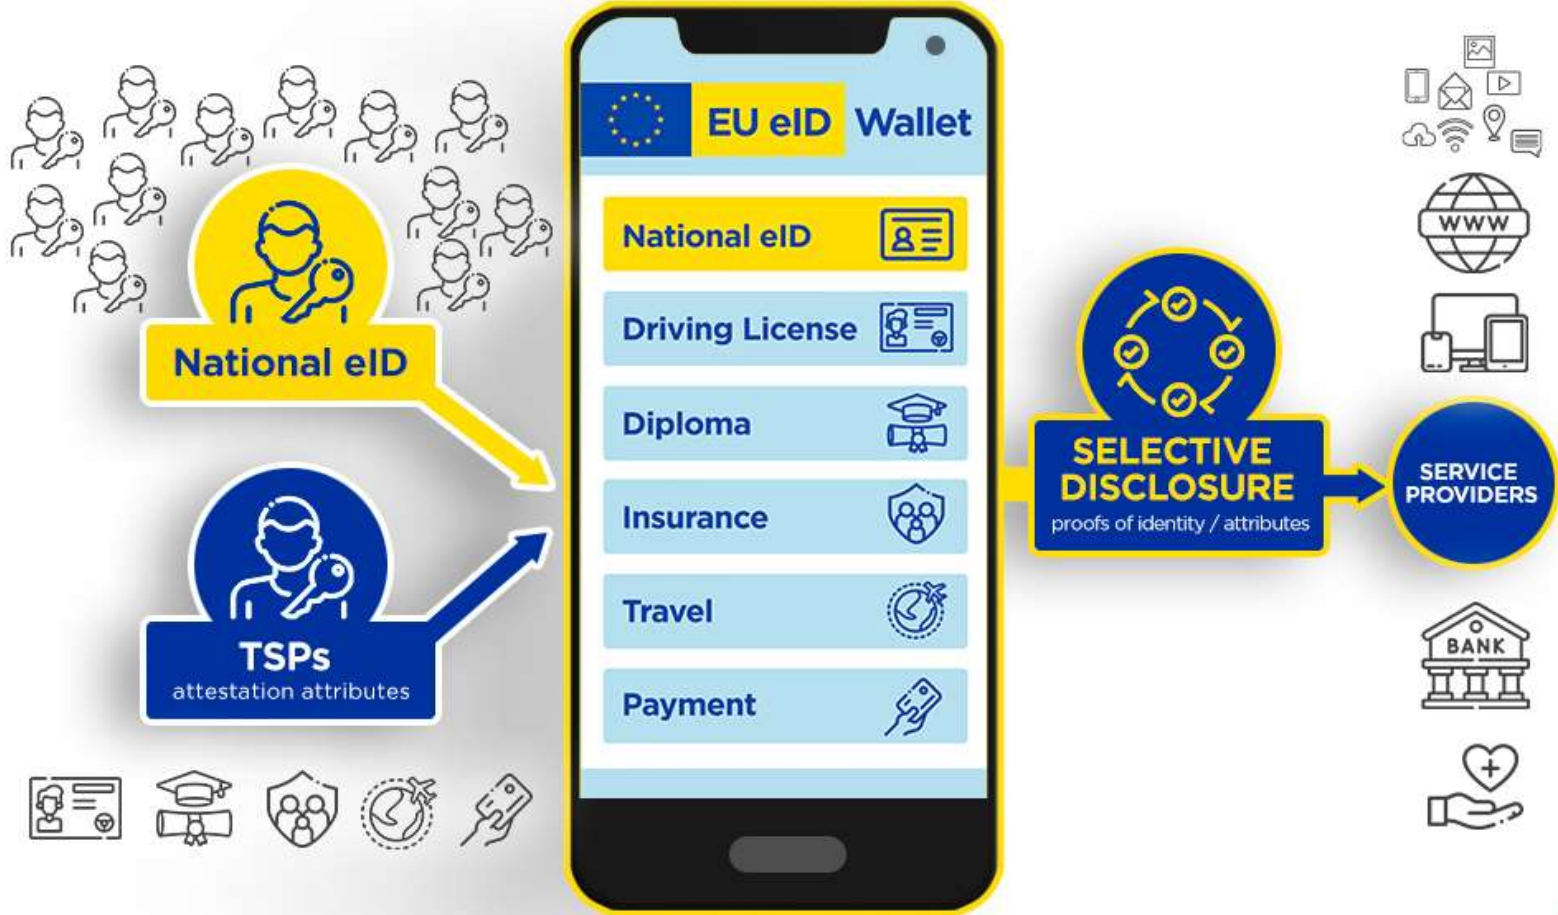 National eID
TSPs
attestation attributes
EU eID Wallet
National eID
Driving License
Diploma
Insurance
Travel
Payment
SELECTIVE
DISCLOSURE
proofs of identity / attributes
WWW
SERVICE
PROVIDERS
BANK